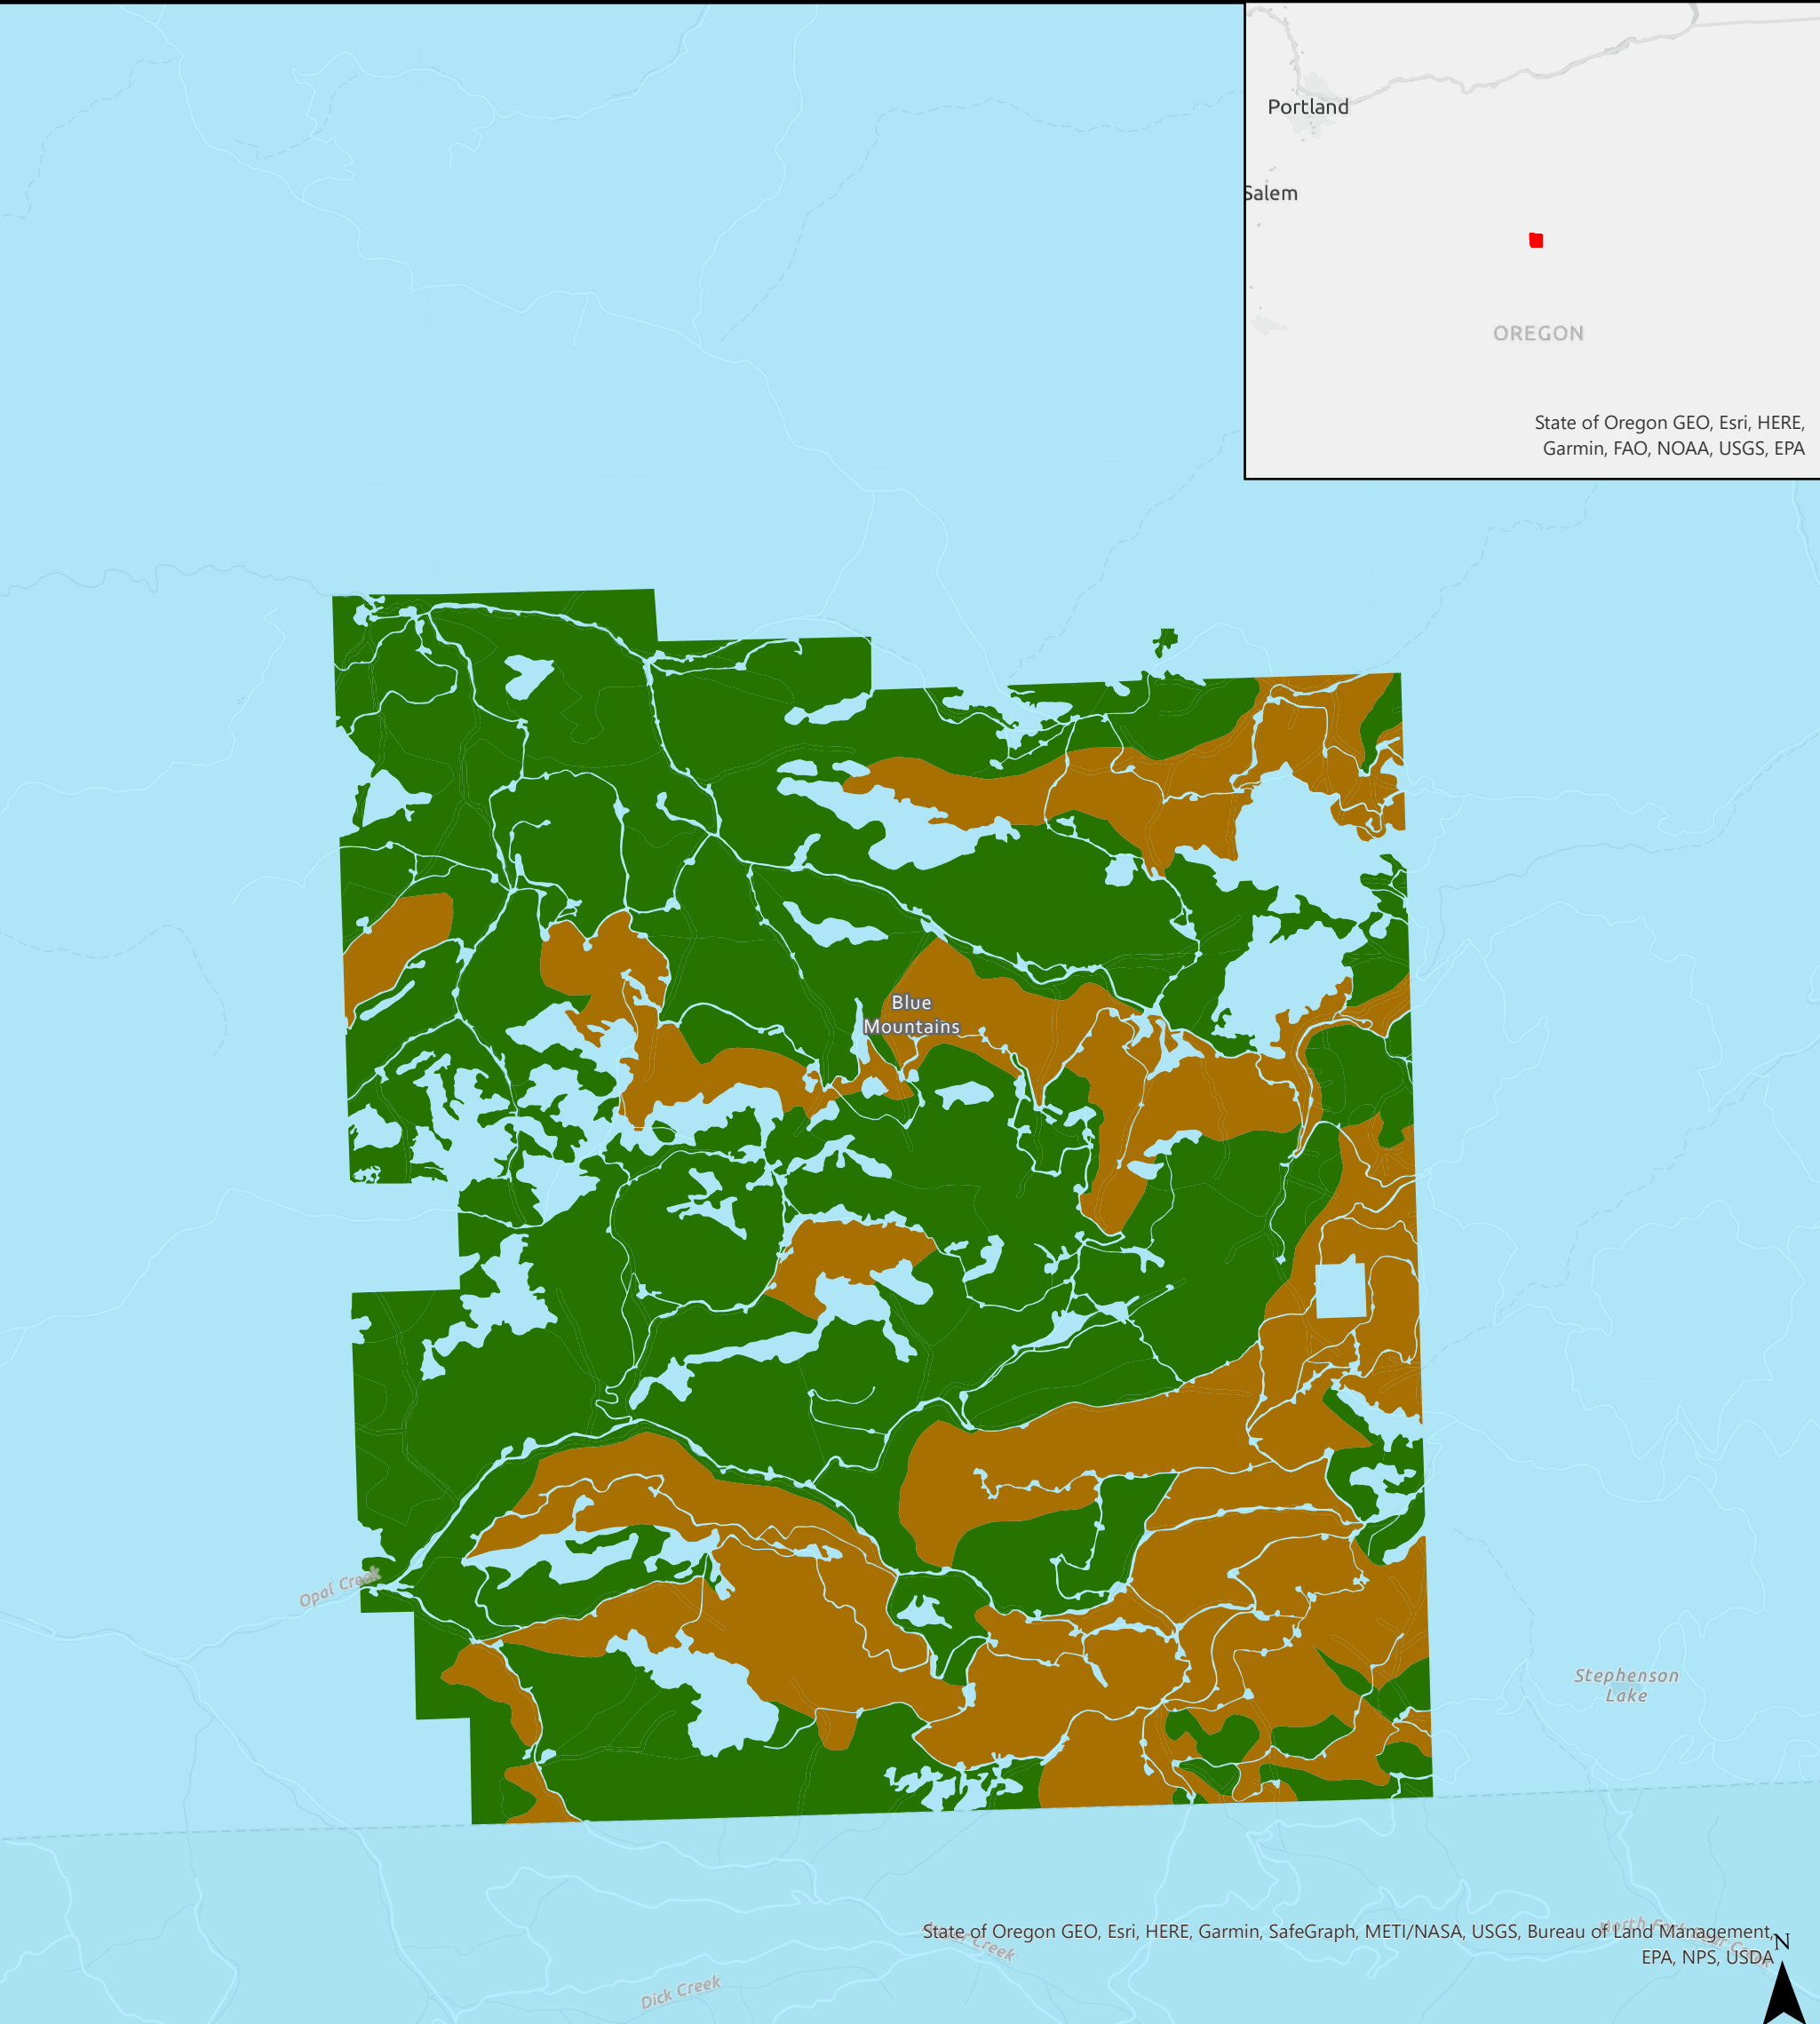 Portland
Salem
OREGON
State of Oregon GEO, Esri, HERE,
Garmin, FAO, NOAA, USGS, EPA
Blue
Mountains
Opal Creek
Stephenson
Lake
State of Oregon GEO, Esri, HERE, Garmin, SafeGraph, METI/NASA, USGS, Bureau of Land Management,
EPA, NPS, USDA
N
Creek
Dick Creek